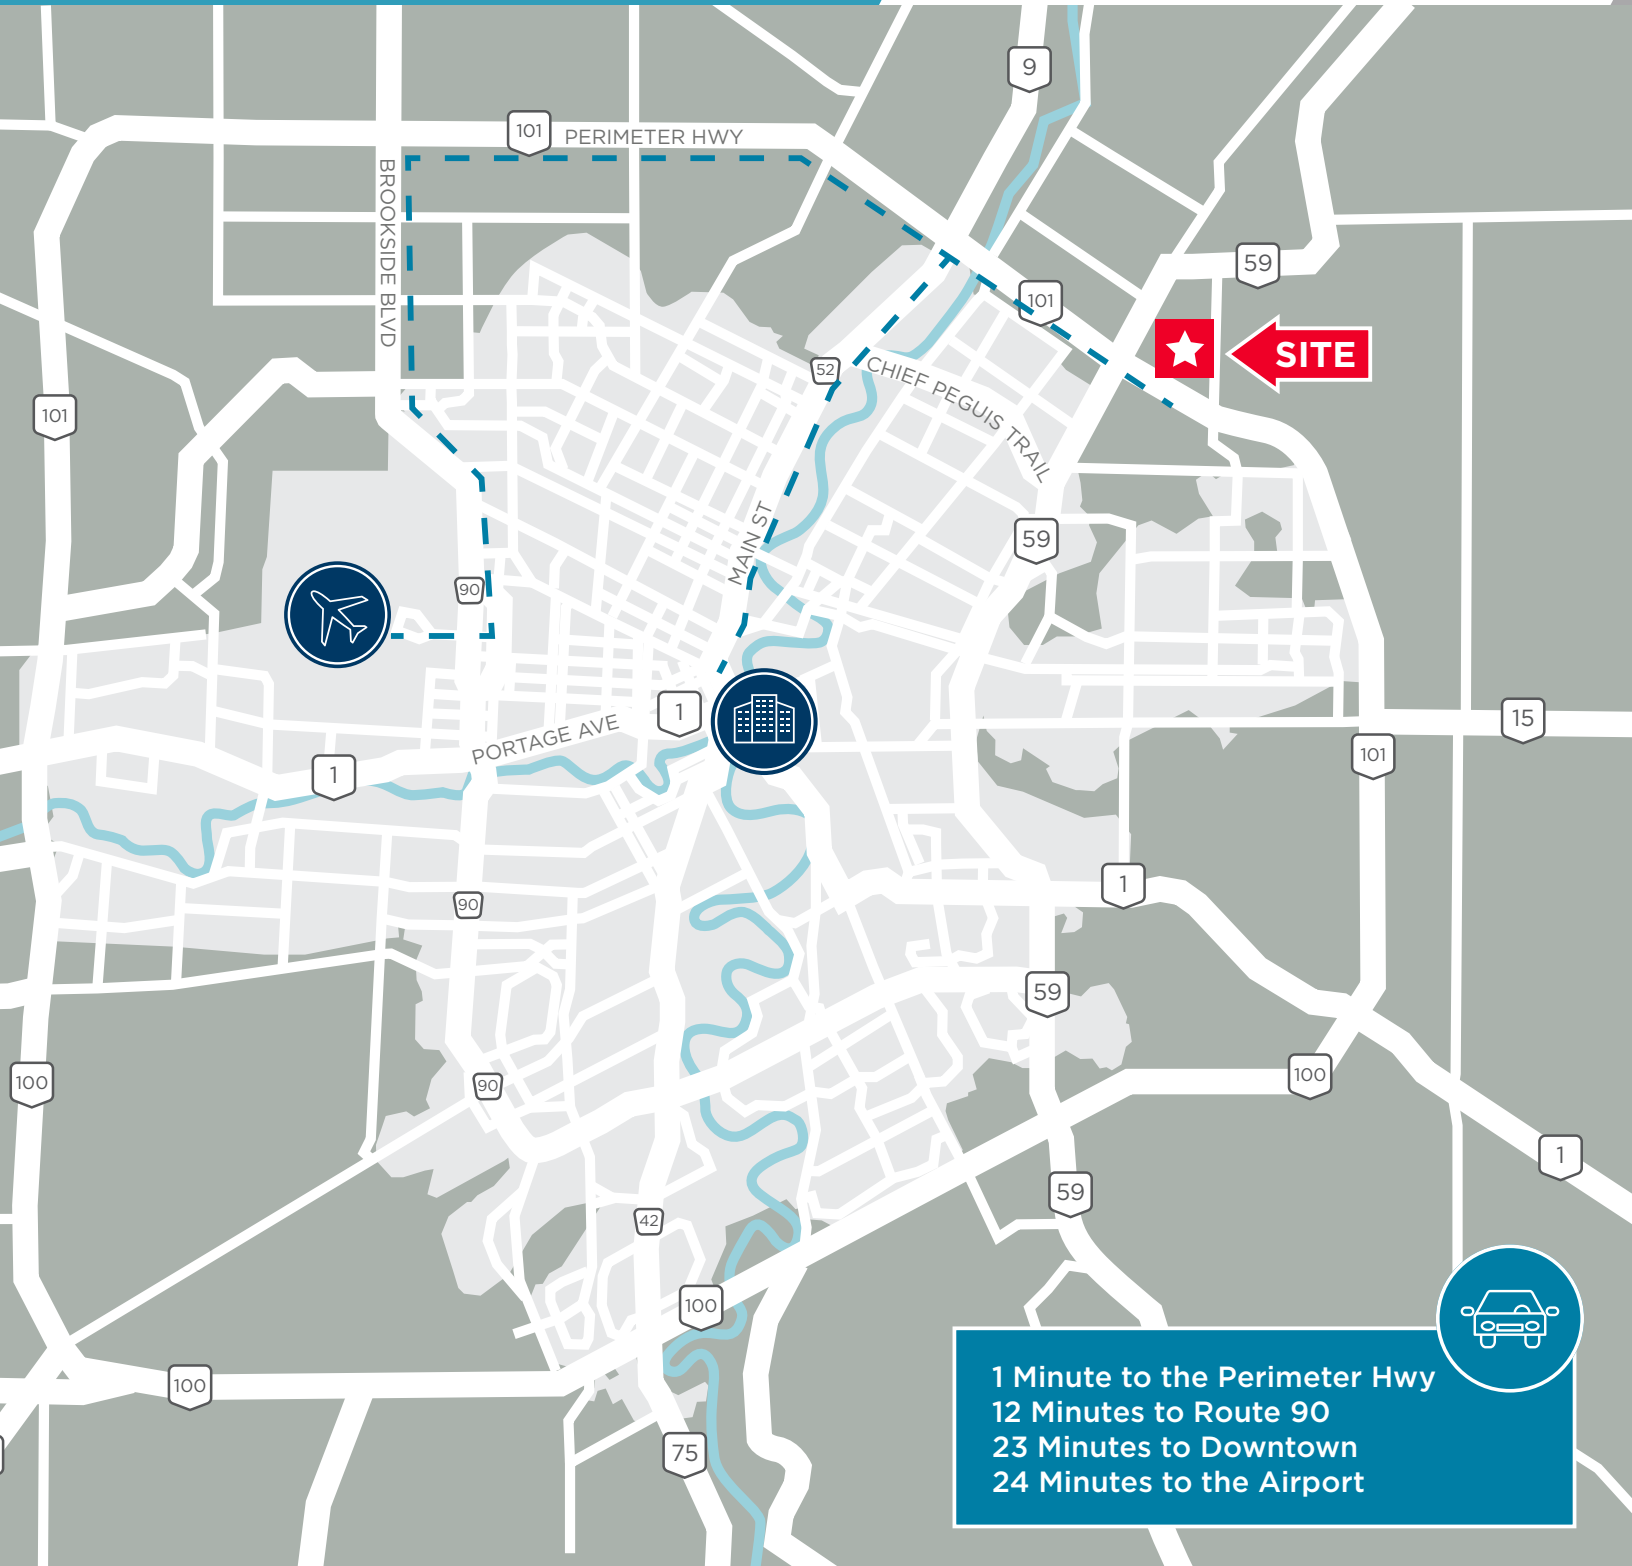 9
101
PERIMETER HWY
BROOKSIDE BLVD
59
101
SITE
52
CHIEF PEGUIS TRAIL
101
MAIN ST
59
90
1
15
PORTAGE AVE
101
1
1
90
59
100
100
90
1
59
42
100
100
75
1 Minute to the Perimeter Hwy
12 Minutes to Route 90
23 Minutes to Downtown
24 Minutes to the Airport